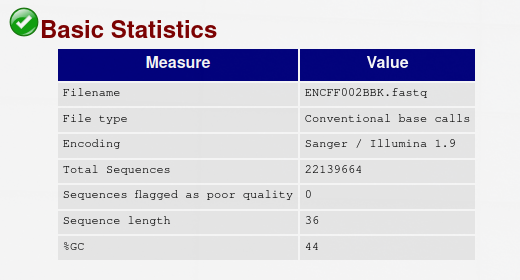 Basic Statistics
Measure Value
Filename ENCFF002BBK.fastq
File type Conventional base calls
Encoding Sanger / Illumina 1.9
Total Sequences 22139664
Sequences flagged as poor quality 0
Sequence length 36
%GC 44